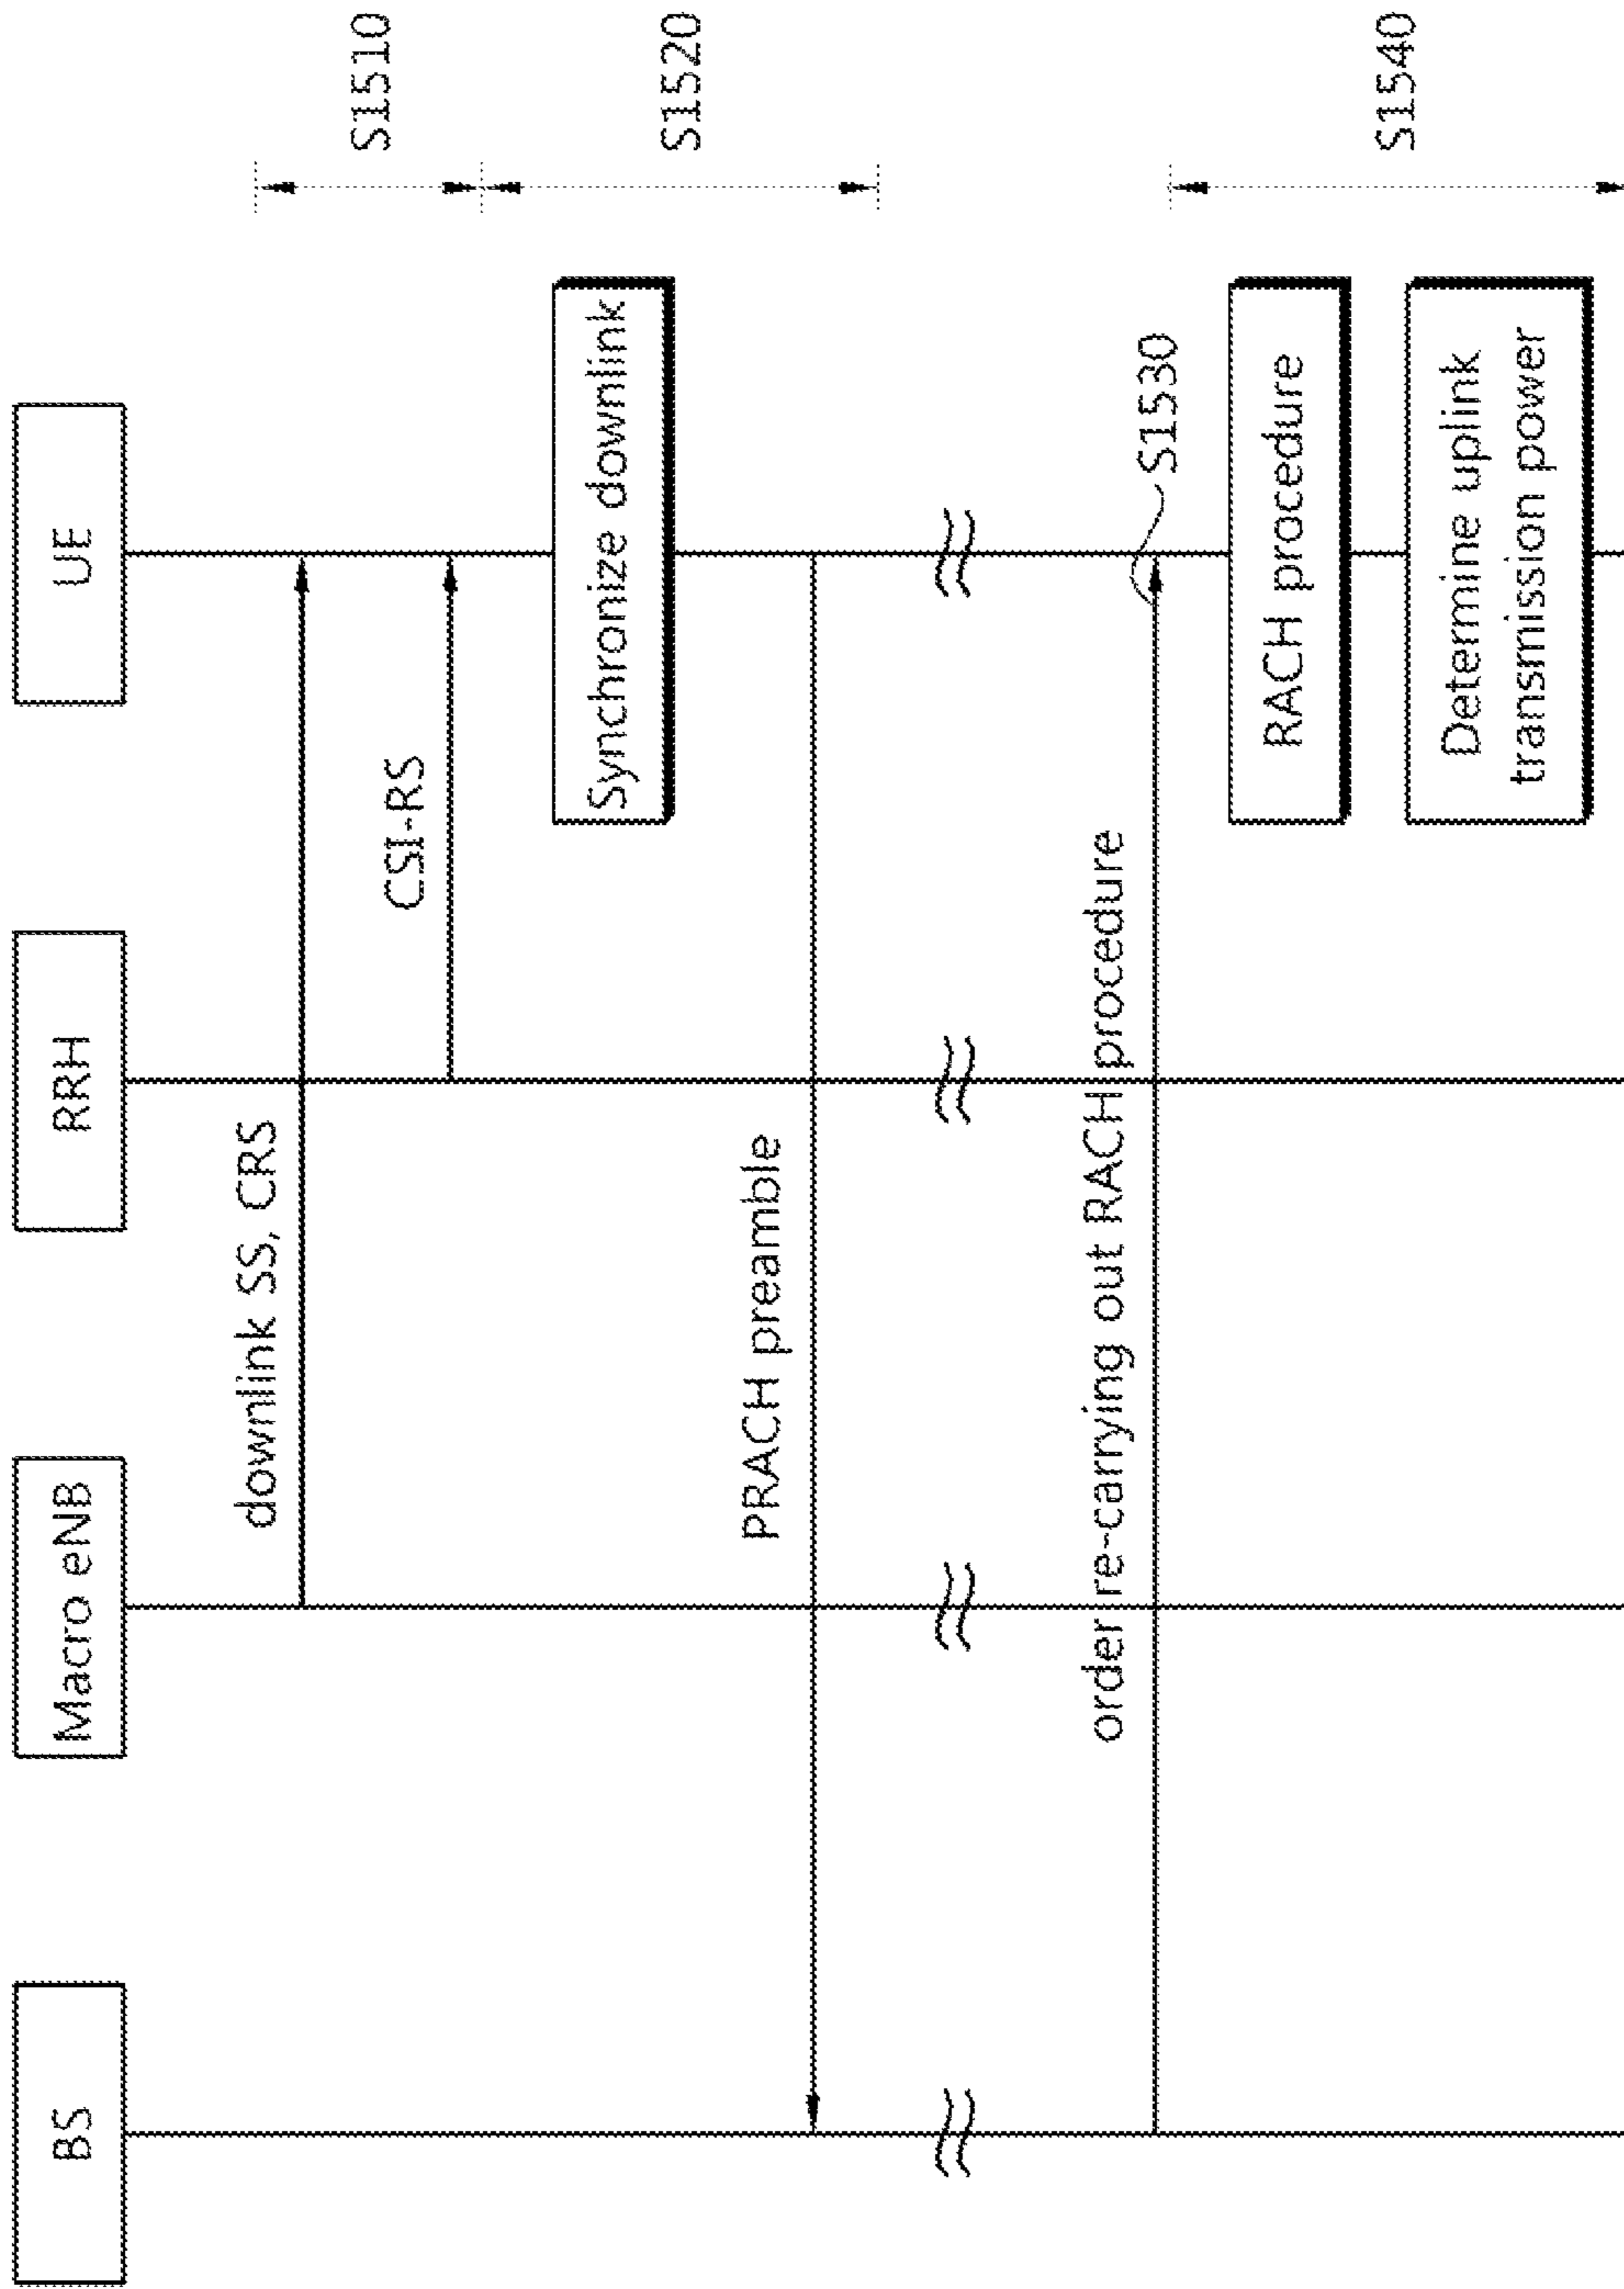 BS
Macro eNB
RRH
UE
downlink SS, CRS
S1510
CSI-RS
Synchronize downlink
S1520
PRACH preamble
order re-carrying out RACH procedure
S1530
RACH procedure
S1540
Determine uplink
transmission power